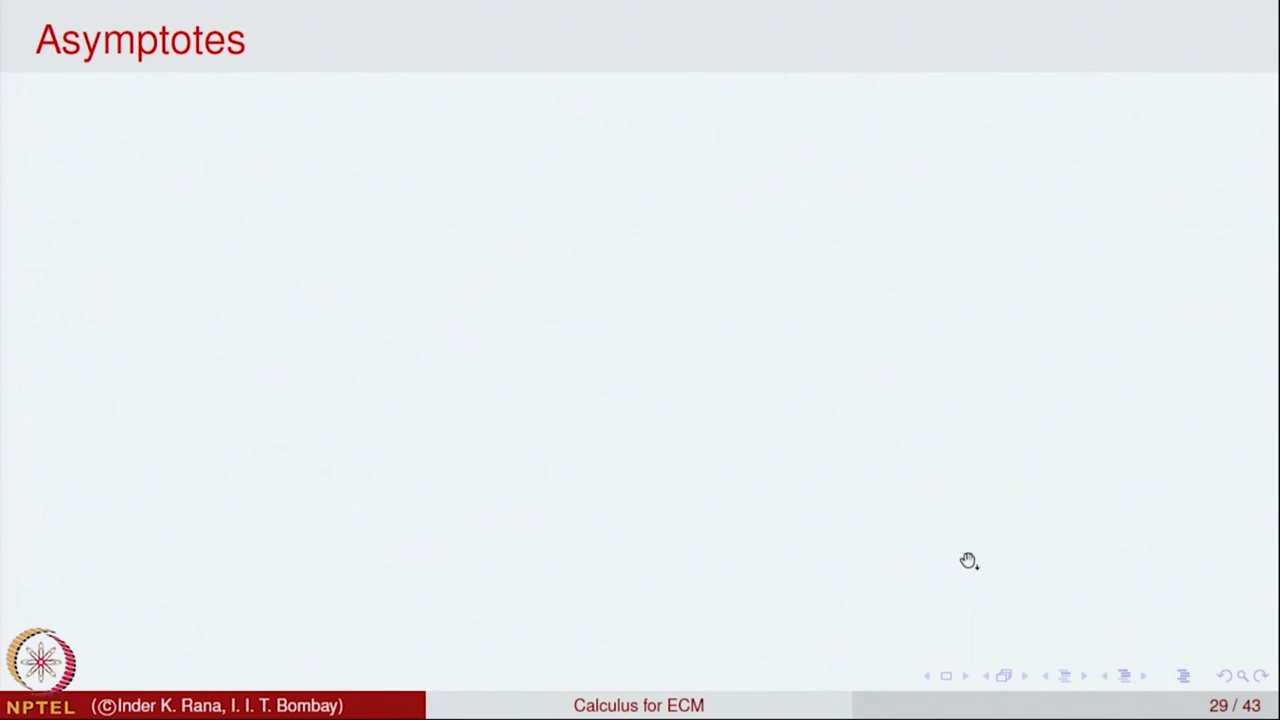 Asymptotes
NPTEL
(©Inder K. Rana, I. I. T. Bombay)
Calculus for ECM
29 / 43